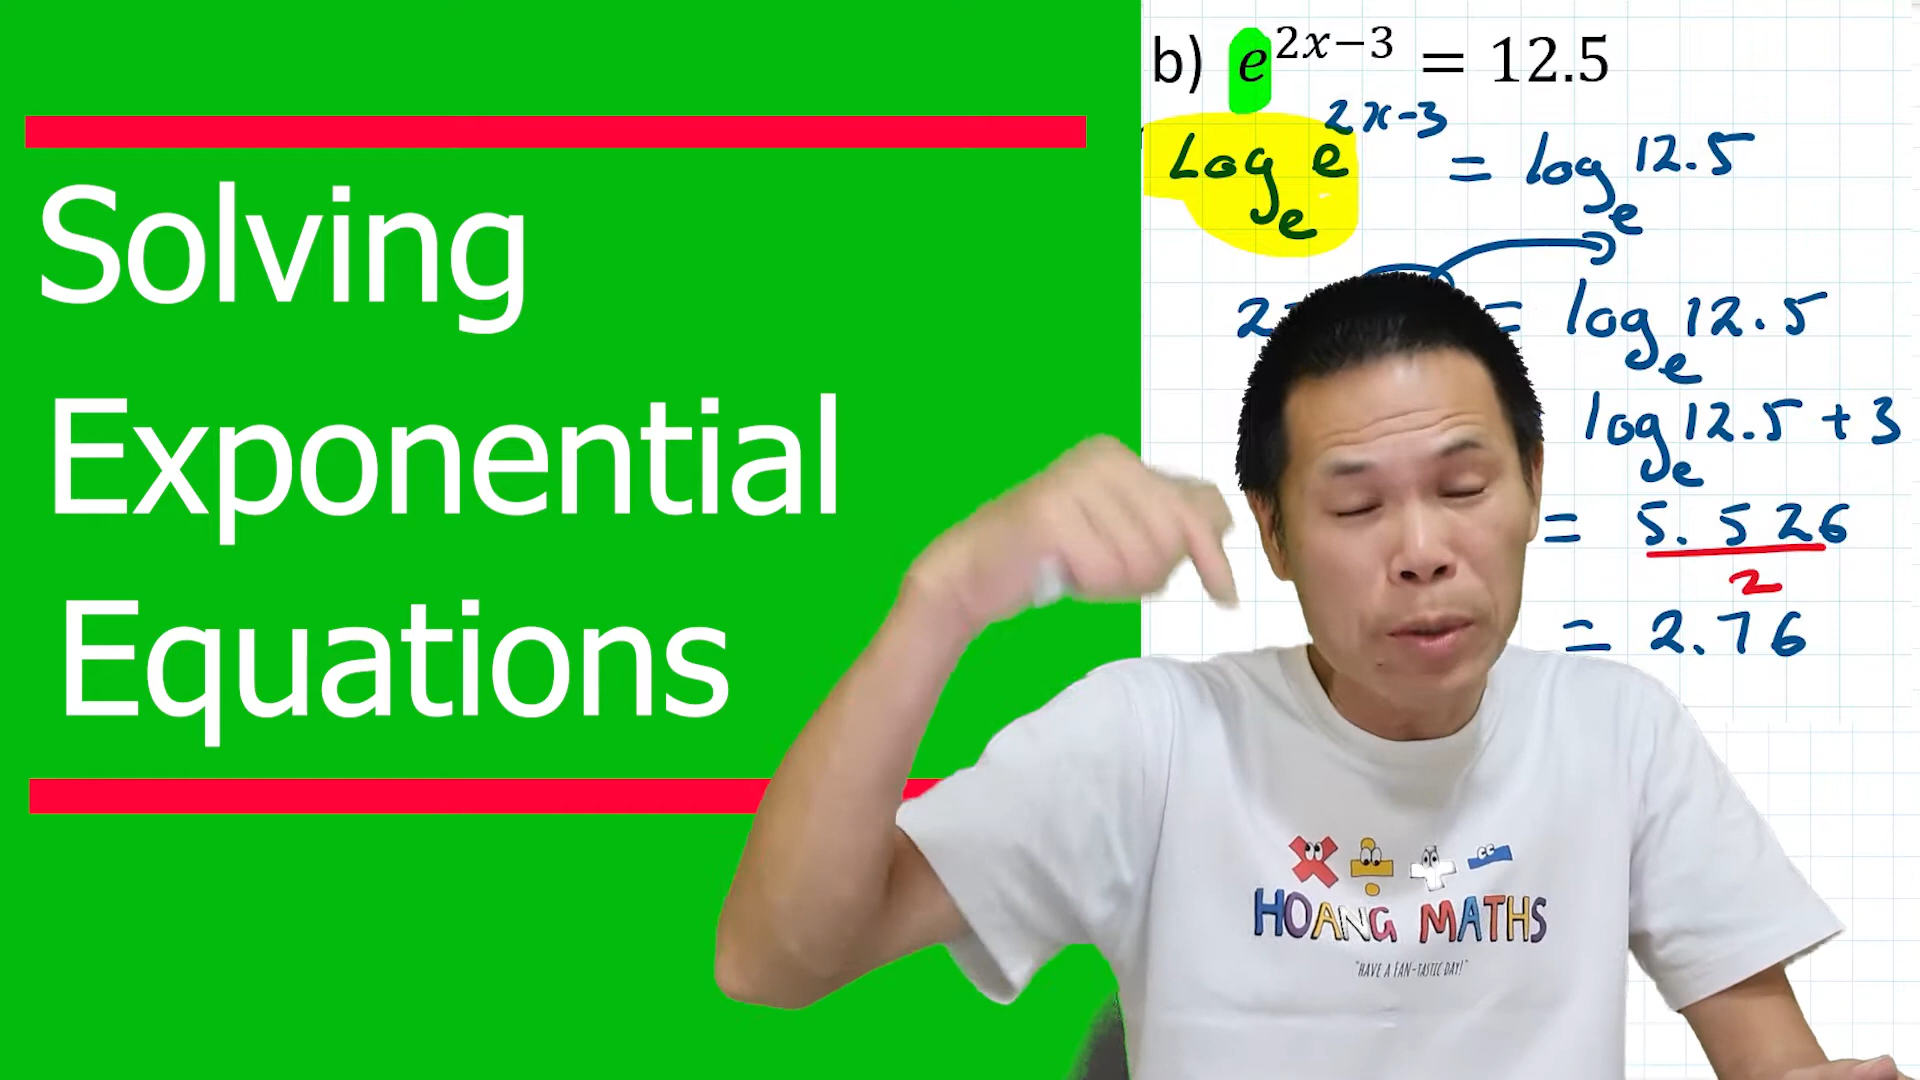 Solving
Exponential
Equations
b) e^{2x−3} = 12.5
Log_e e^{2x-3} = log_e 12.5
2 = log_e 12.5
log_e 12.5 + 3
= 5.526
2
= 2.76
HOANG MATHS
"HAVE A FAN-TASTIC DAY!"